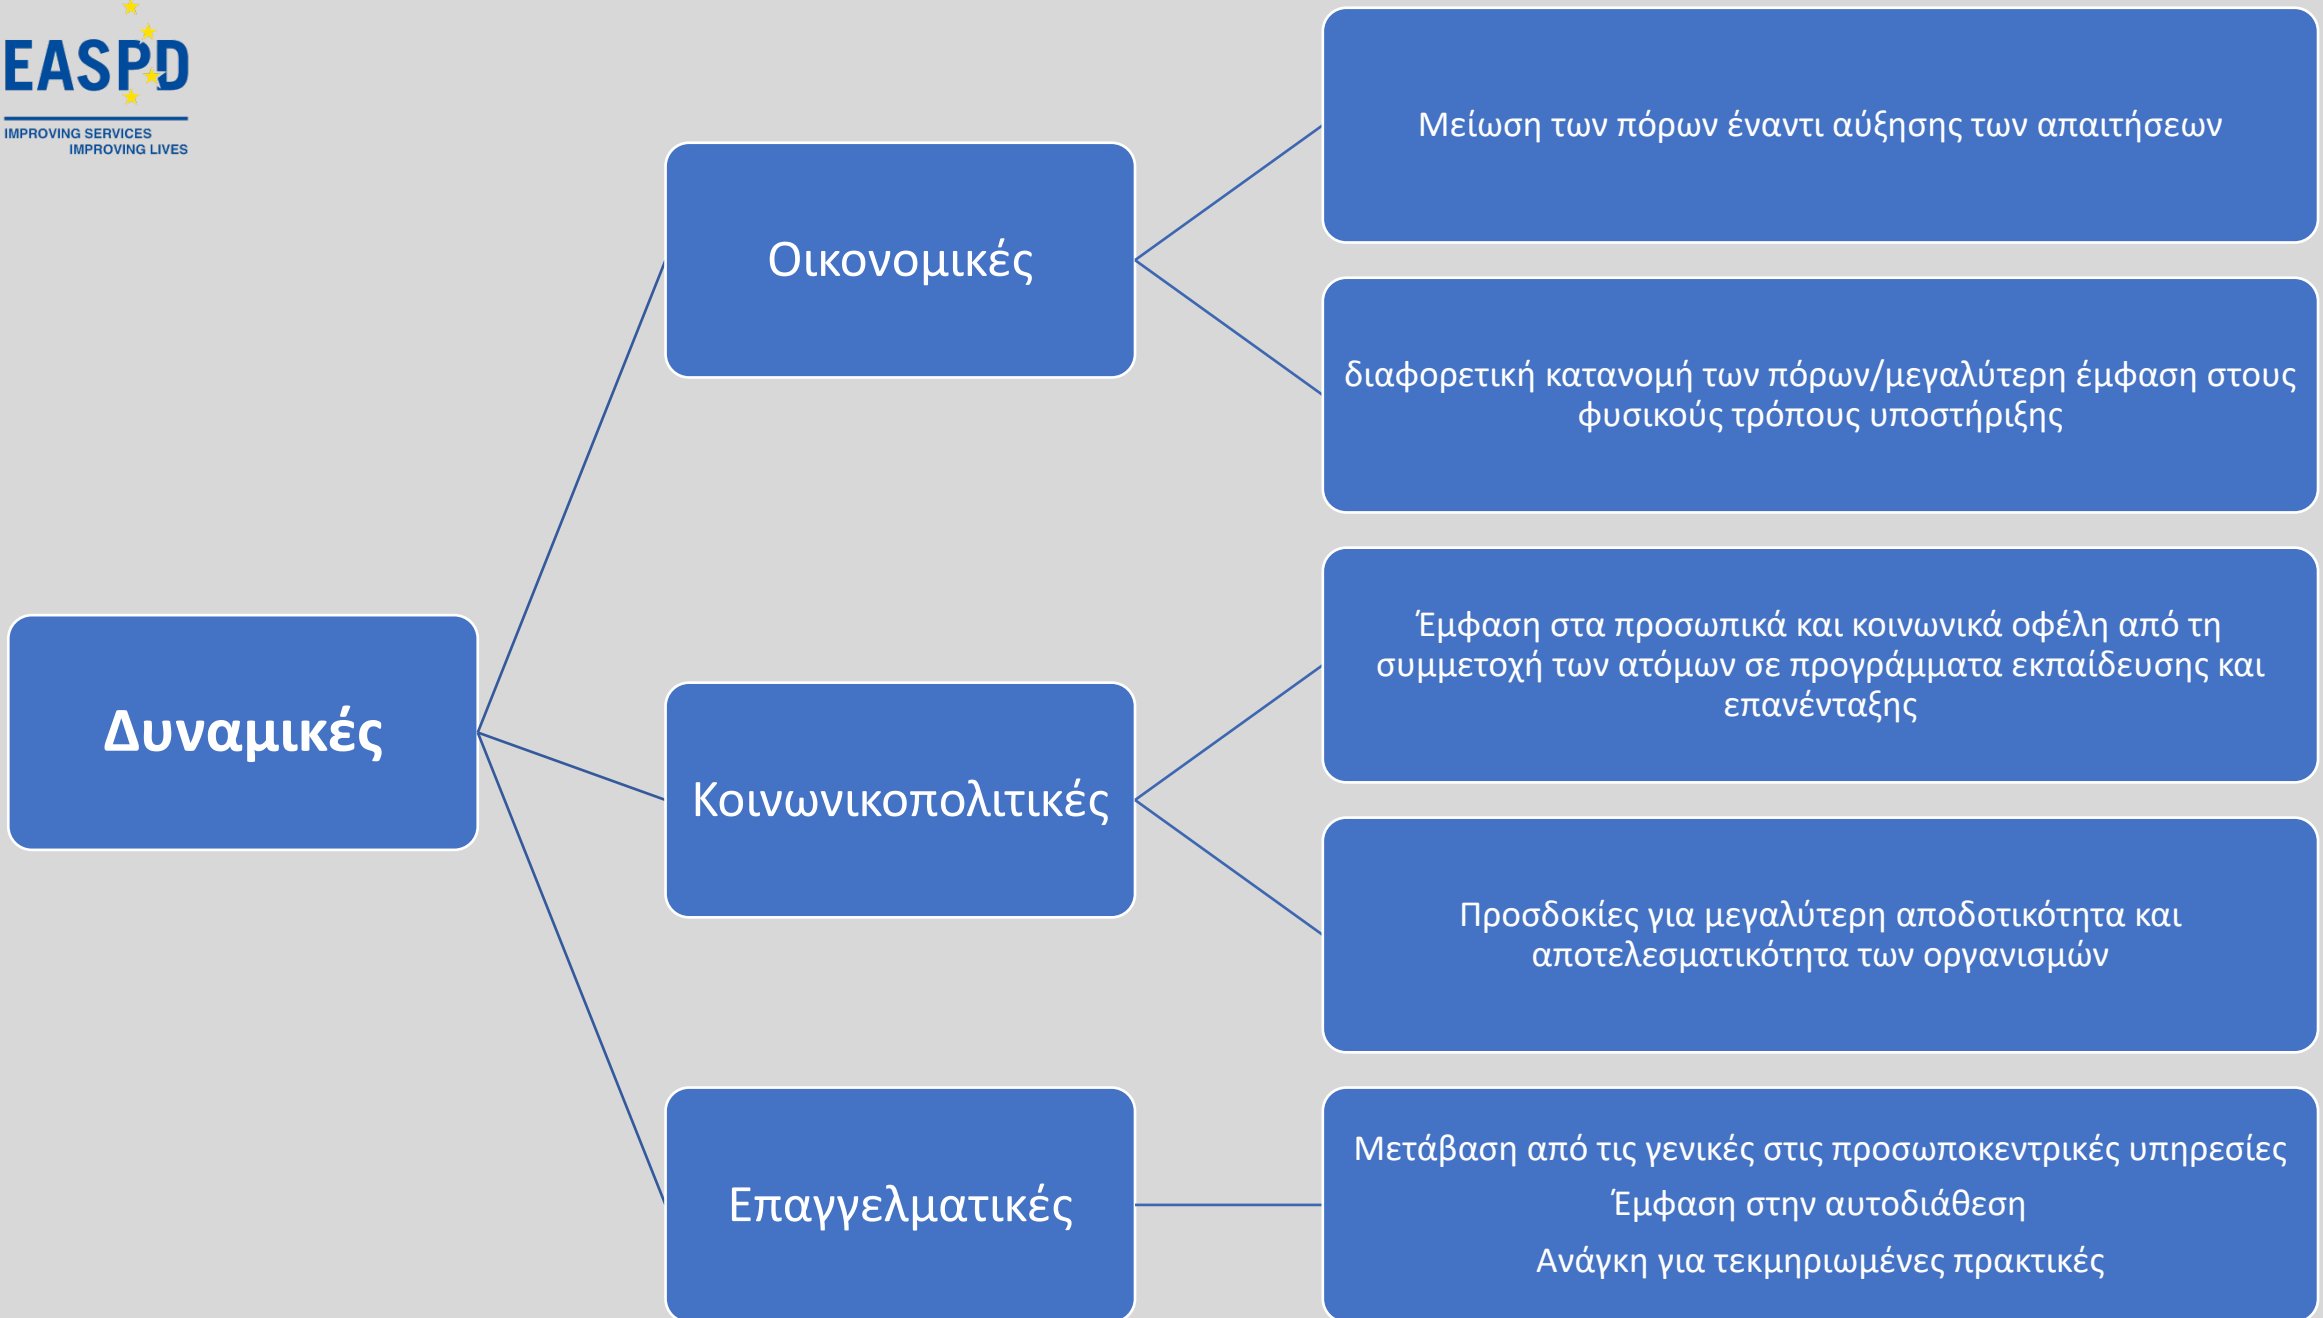 EASPD
IMPROVING SERVICES
IMPROVING LIVES
Δυναμικές
Οικονομικές
Μείωση των πόρων έναντι αύξησης των απαιτήσεων
διαφορετική κατανομή των πόρων/μεγαλύτερη έμφαση στους
φυσικούς τρόπους υποστήριξης
Κοινωνικοπολιτικές
Έμφαση στα προσωπικά και κοινωνικά οφέλη από τη
συμμετοχή των ατόμων σε προγράμματα εκπαίδευσης και
επανένταξης
Προσδοκίες για μεγαλύτερη αποδοτικότητα και
αποτελεσματικότητα των οργανισμών
Επαγγελματικές
Μετάβαση από τις γενικές στις προσωποκεντρικές υπηρεσίες
Έμφαση στην αυτοδιάθεση
Ανάγκη για τεκμηριωμένες πρακτικές